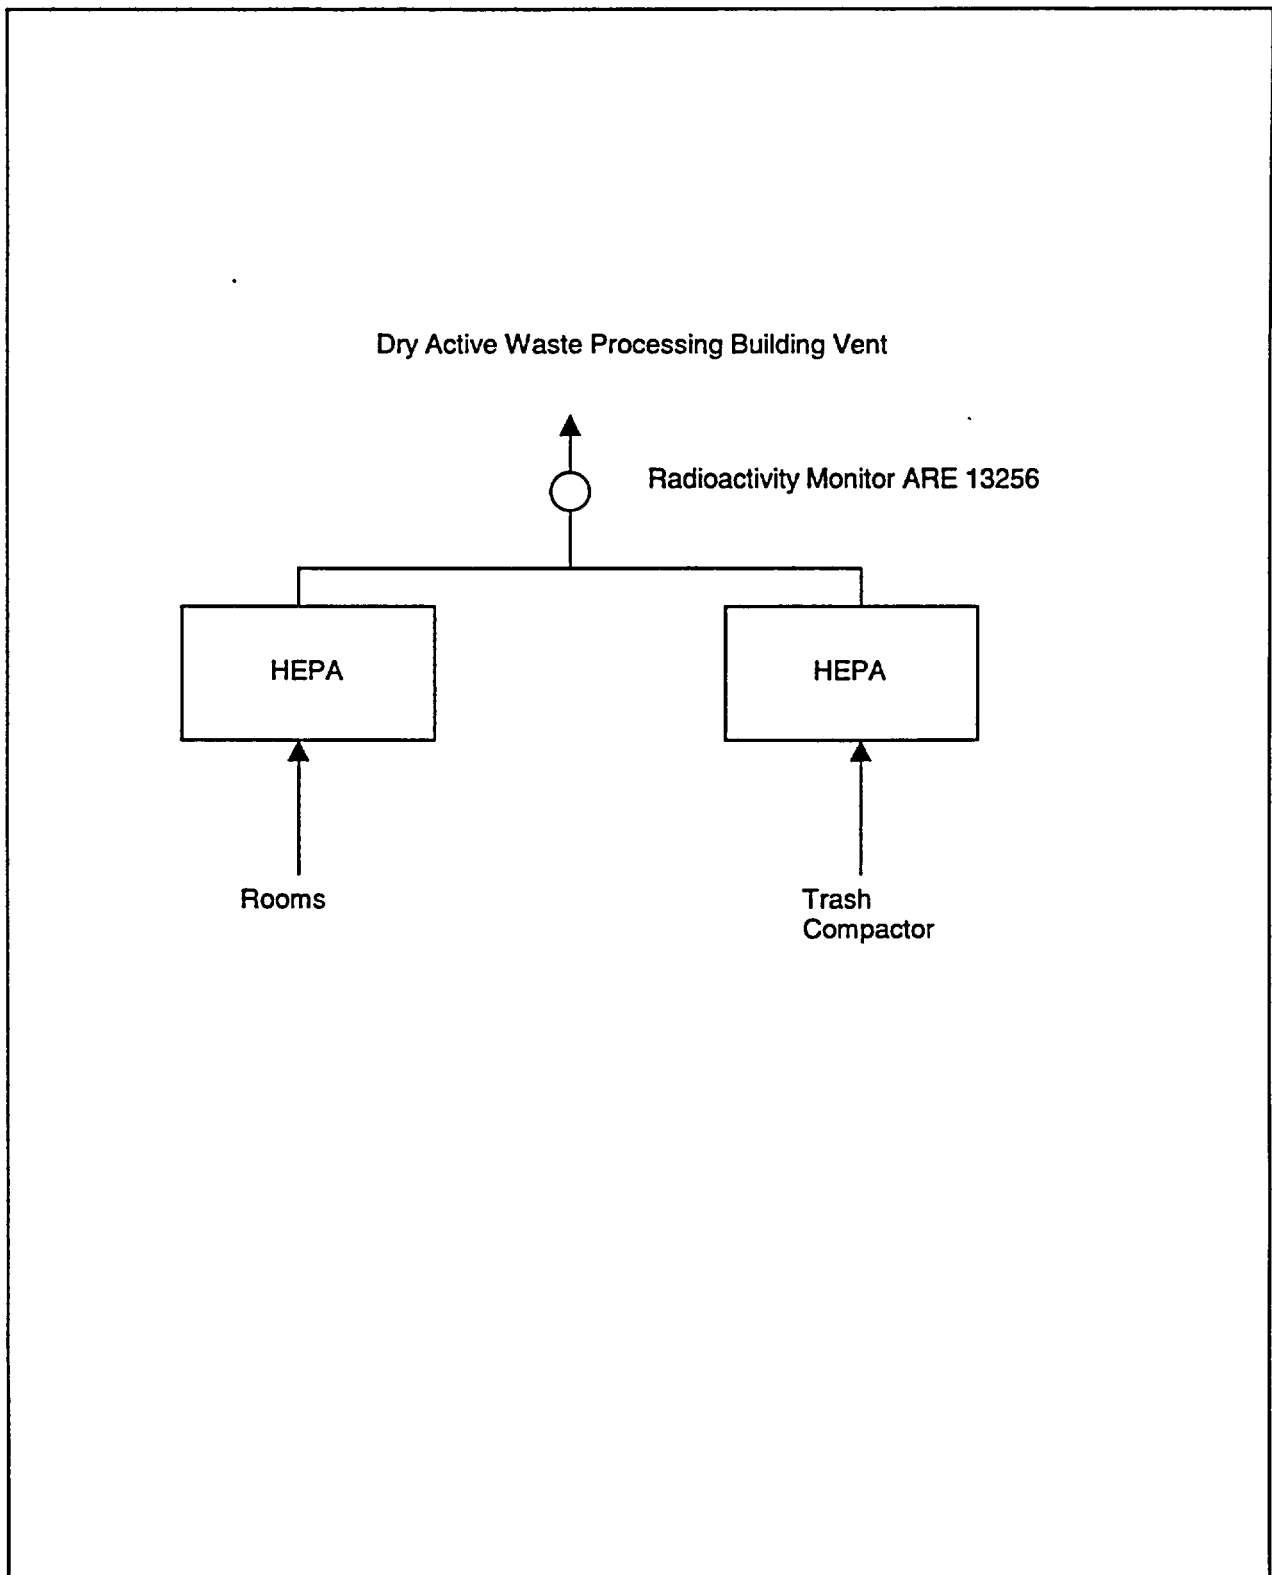 Dry Active Waste Processing Building Vent
Radioactivity Monitor ARE 13256
HEPA
HEPA
Rooms
Trash
Compactor